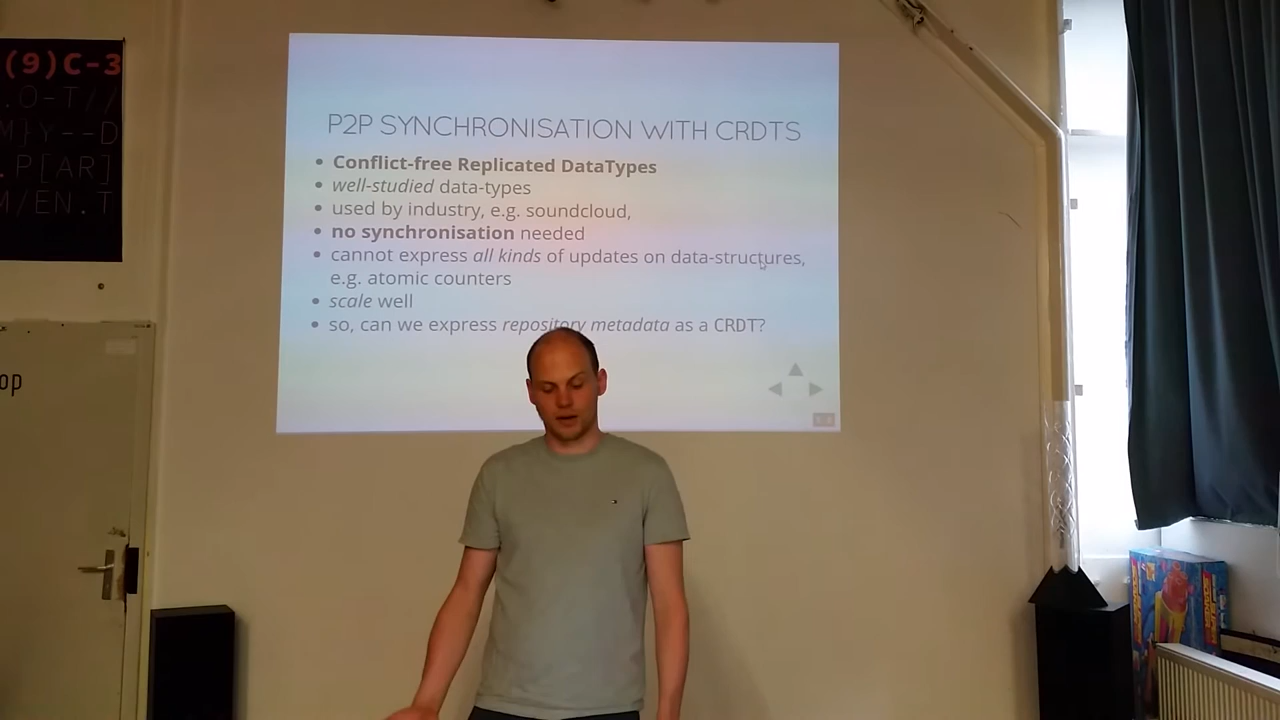 (9)C-3
.O-T//
M}Y--D
.P[AR]
M/EN.T
op
P2P SYNCHRONISATION WITH CRDTS
Conflict-free Replicated DataTypes
well-studied data-types
used by industry, e.g. soundcloud,
no synchronisation needed
cannot express all kinds of updates on data-structures,
e.g. atomic counters
scale well
so, can we express repository metadata as a CRDT?